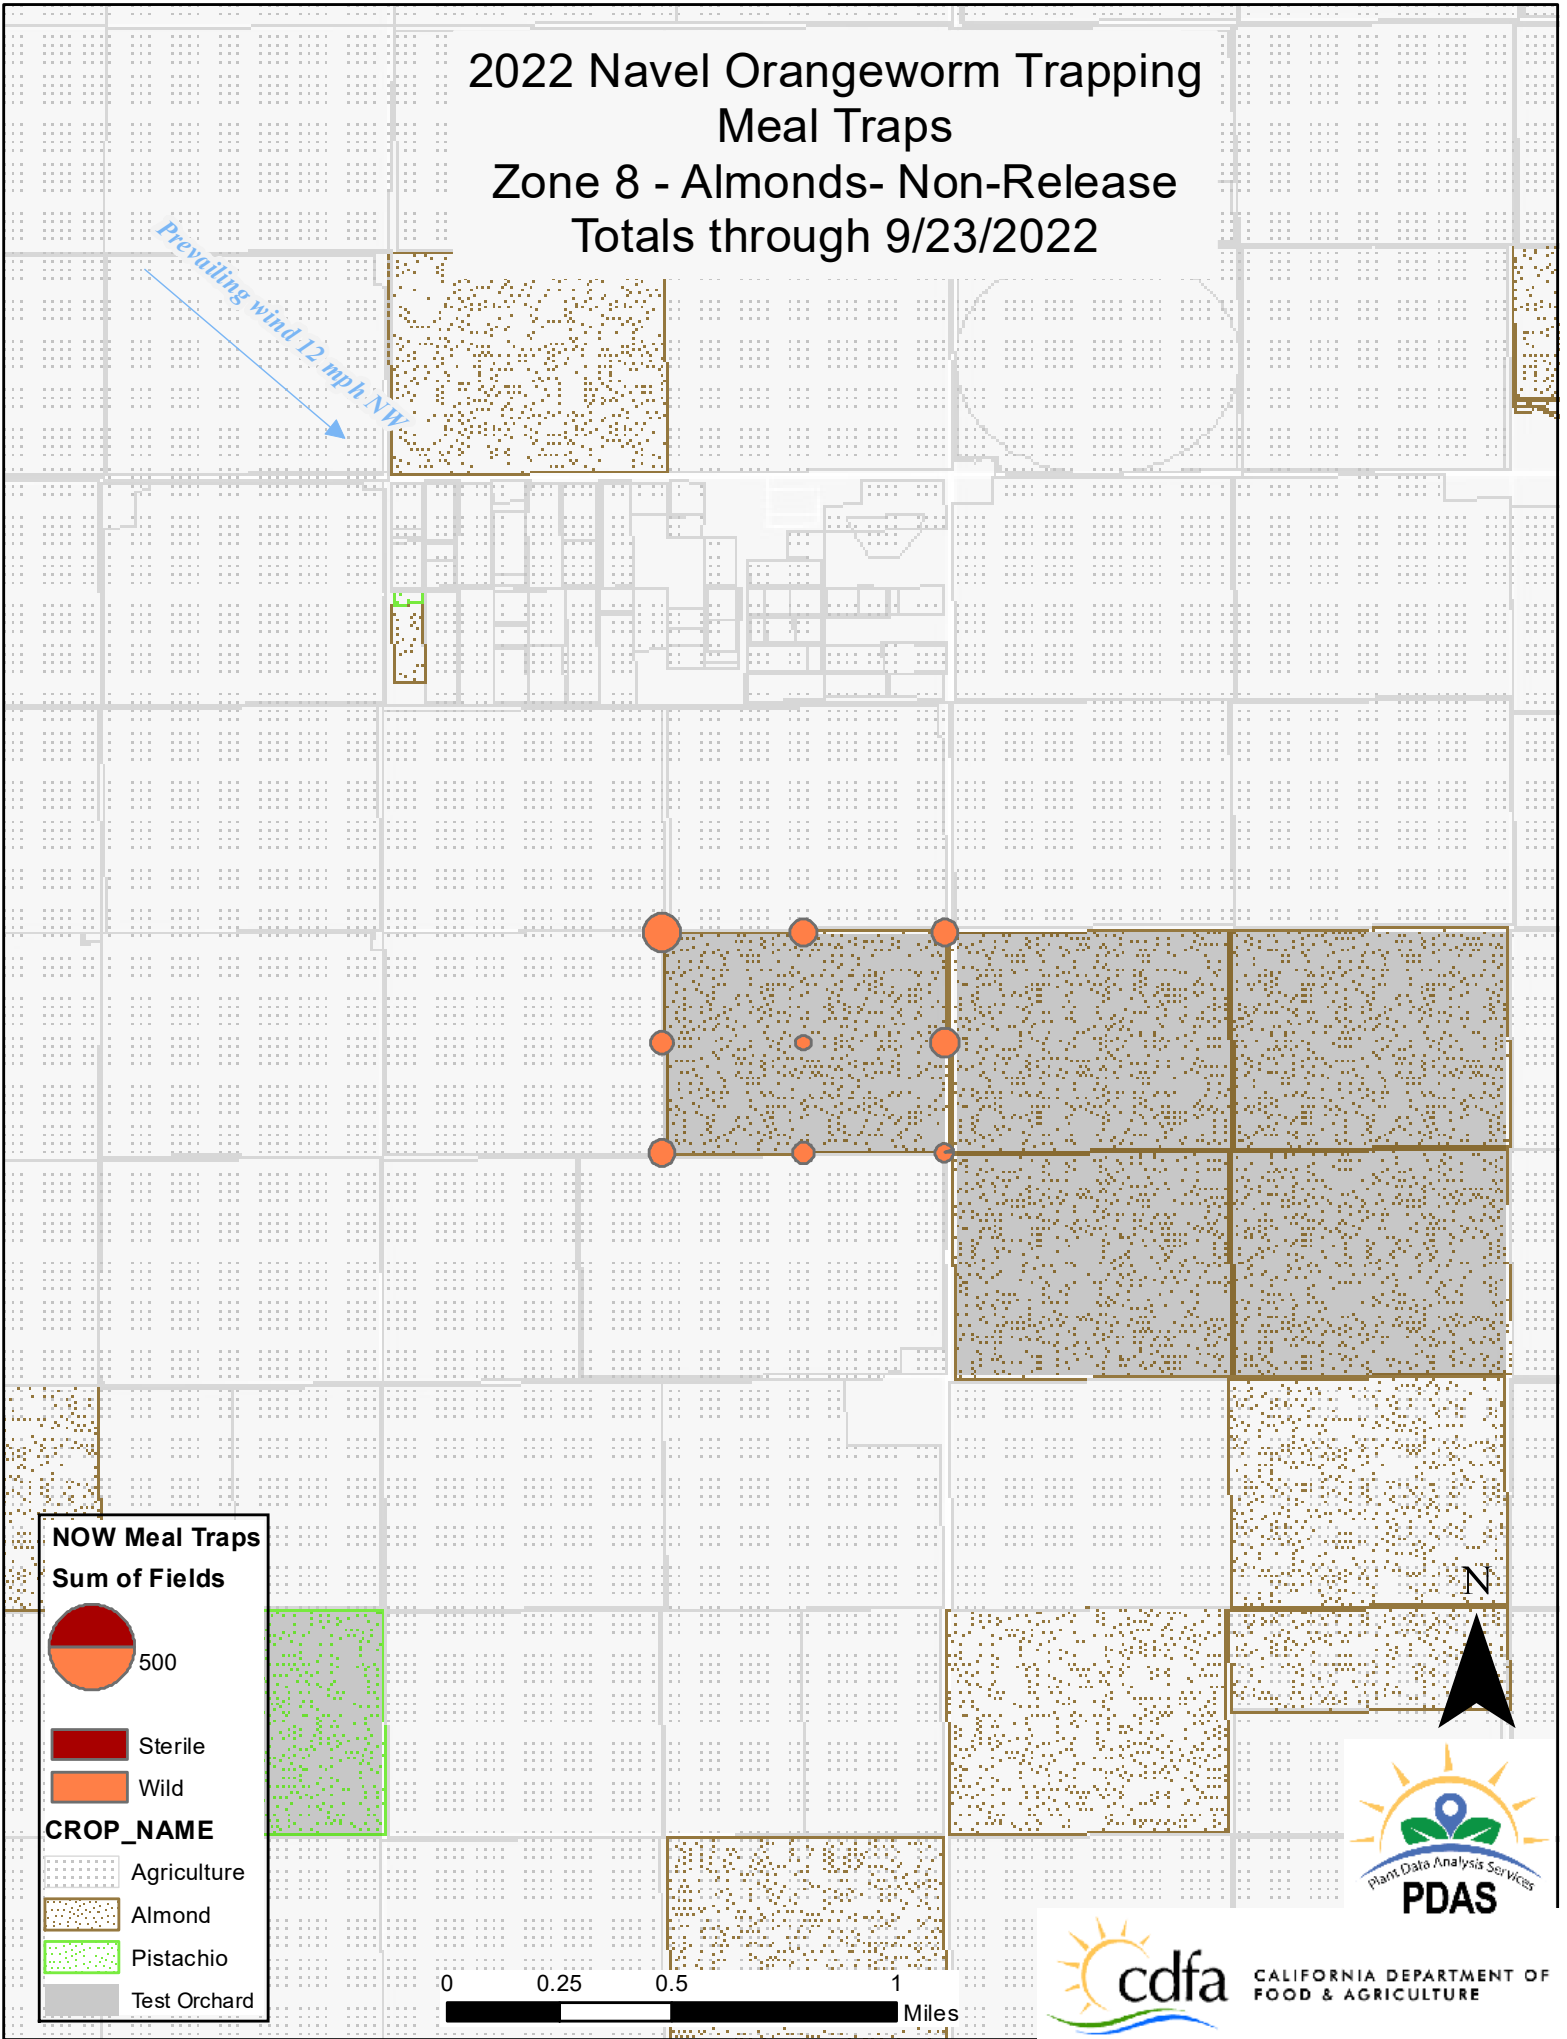 2022 Navel Orangeworm Trapping
Meal Traps
Zone 8 - Almonds- Non-Release
Totals through 9/23/2022
Prevailing wind 12 mph NW
NOW Meal Traps
Sum of Fields
500
Sterile
Wild
CROP_NAME
Agriculture
Almond
Pistachio
Test Orchard
0 0.25 0.5 1
Miles
N
Plant Data Analysis Services
PDAS
cdfa
CALIFORNIA DEPARTMENT OF
FOOD & AGRICULTURE